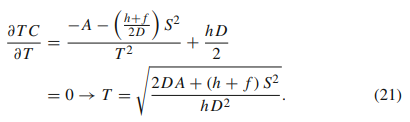 ∂TC/∂T = (−A − ((h+f)/(2D)) S²)/T² + hD/2
= 0 → T = √((2DA + (h + f) S²)/(hD²)). (21)